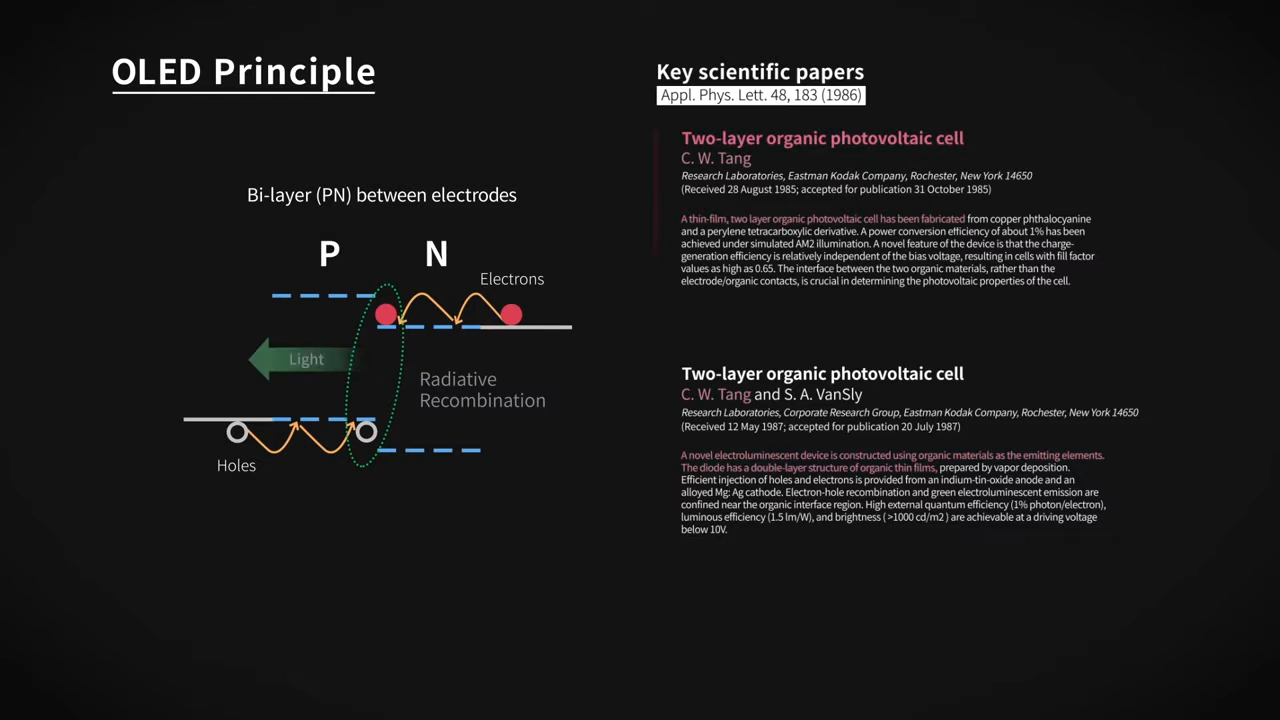 OLED Principle
Bi-layer (PN) between electrodes
P
N
Electrons
Light
Radiative
Recombination
Holes
Key scientific papers
Appl. Phys. Lett. 48, 183 (1986)
Two-layer organic photovoltaic cell
C. W. Tang
Research Laboratories, Eastman Kodak Company, Rochester, New York 14650
(Received 28 August 1985; accepted for publication 31 October 1985)
A thin-film, two layer organic photovoltaic cell has been fabricated from copper phthalocyanine
and a perylene tetracarboxylic derivative. A power conversion efficiency of about 1% has been
achieved under simulated AM2 illumination. A novel feature of the device is that the charge-
generation efficiency is relatively independent of the bias voltage, resulting in cells with fill factor
values as high as 0.65. The interface between the two organic materials, rather than the
electrode/organic contacts, is crucial in determining the photovoltaic properties of the cell.
Two-layer organic photovoltaic cell
C. W. Tang and S. A. VanSly
Research Laboratories, Corporate Research Group, Eastman Kodak Company, Rochester, New York 14650
(Received 12 May 1987; accepted for publication 20 July 1987)
A novel electroluminescent device is constructed using organic materials as the emitting elements.
The diode has a double-layer structure of organic thin films, prepared by vapor deposition.
Efficient injection of holes and electrons is provided from an indium-tin-oxide anode and an
alloyed Mg: Ag cathode. Electron-hole recombination and green electroluminescent emission are
confined near the organic interface region. High external quantum efficiency (1% photon/electron),
luminous efficiency (1.5 lm/W), and brightness ( >1000 cd/m2 ) are achievable at a driving voltage
below 10V.